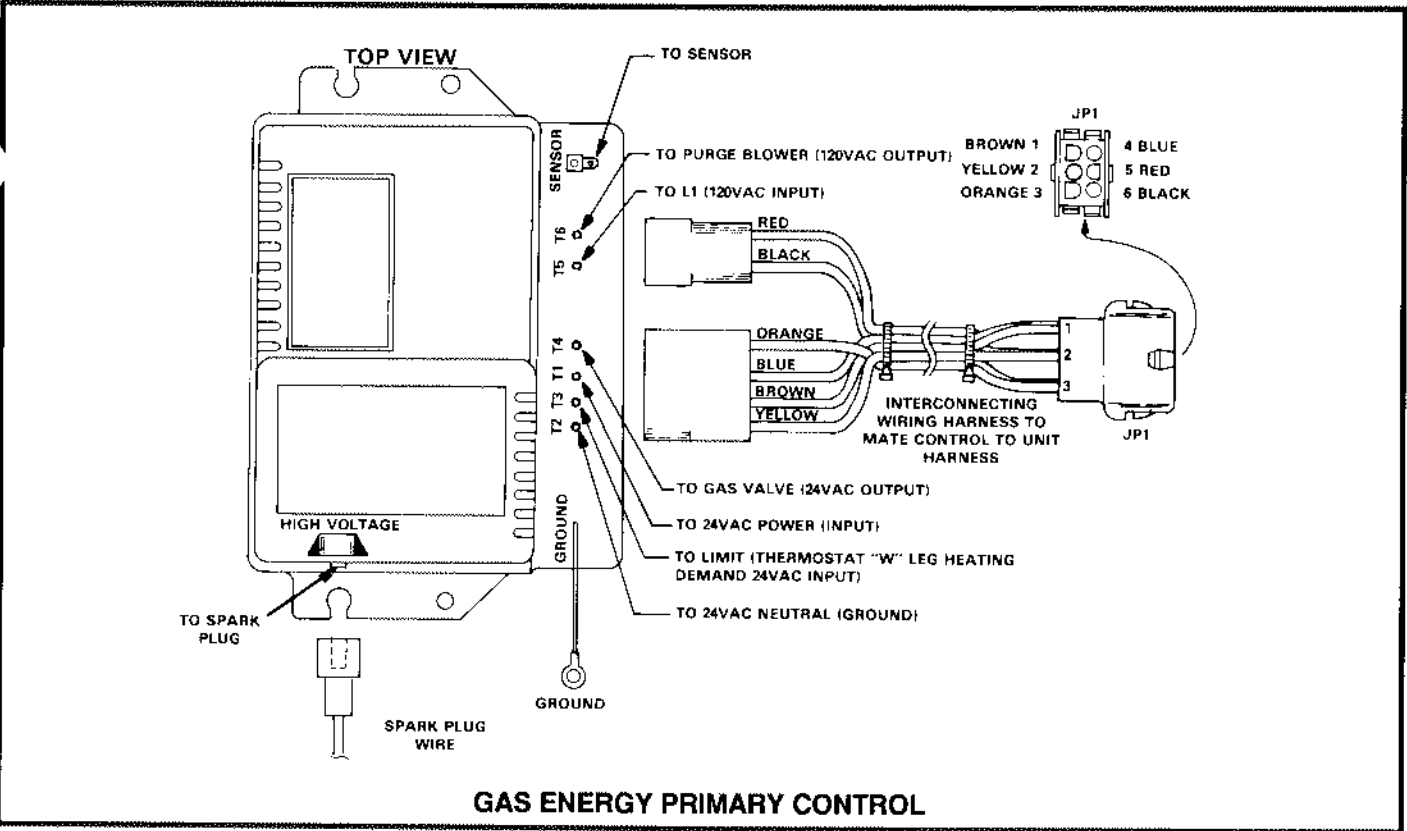 TOP VIEW
TO SENSOR
SENSOR
TO PURGE BLOWER (120VAC OUTPUT)
TO L1 (120VAC INPUT)
T6
T5
T4
T1
T3
T2
GROUND
HIGH VOLTAGE
TO SPARK
PLUG
SPARK PLUG
WIRE
GROUND
RED
BLACK
ORANGE
BLUE
BROWN
YELLOW
TO GAS VALVE (24VAC OUTPUT)
TO 24VAC POWER (INPUT)
TO LIMIT (THERMOSTAT "W" LEG HEATING
DEMAND 24VAC INPUT)
TO 24VAC NEUTRAL (GROUND)
INTERCONNECTING
WIRING HARNESS TO
MATE CONTROL TO UNIT
HARNESS
1
2
3
JP1
JP1
BROWN 1
YELLOW 2
ORANGE 3
4 BLUE
5 RED
6 BLACK
GAS ENERGY PRIMARY CONTROL